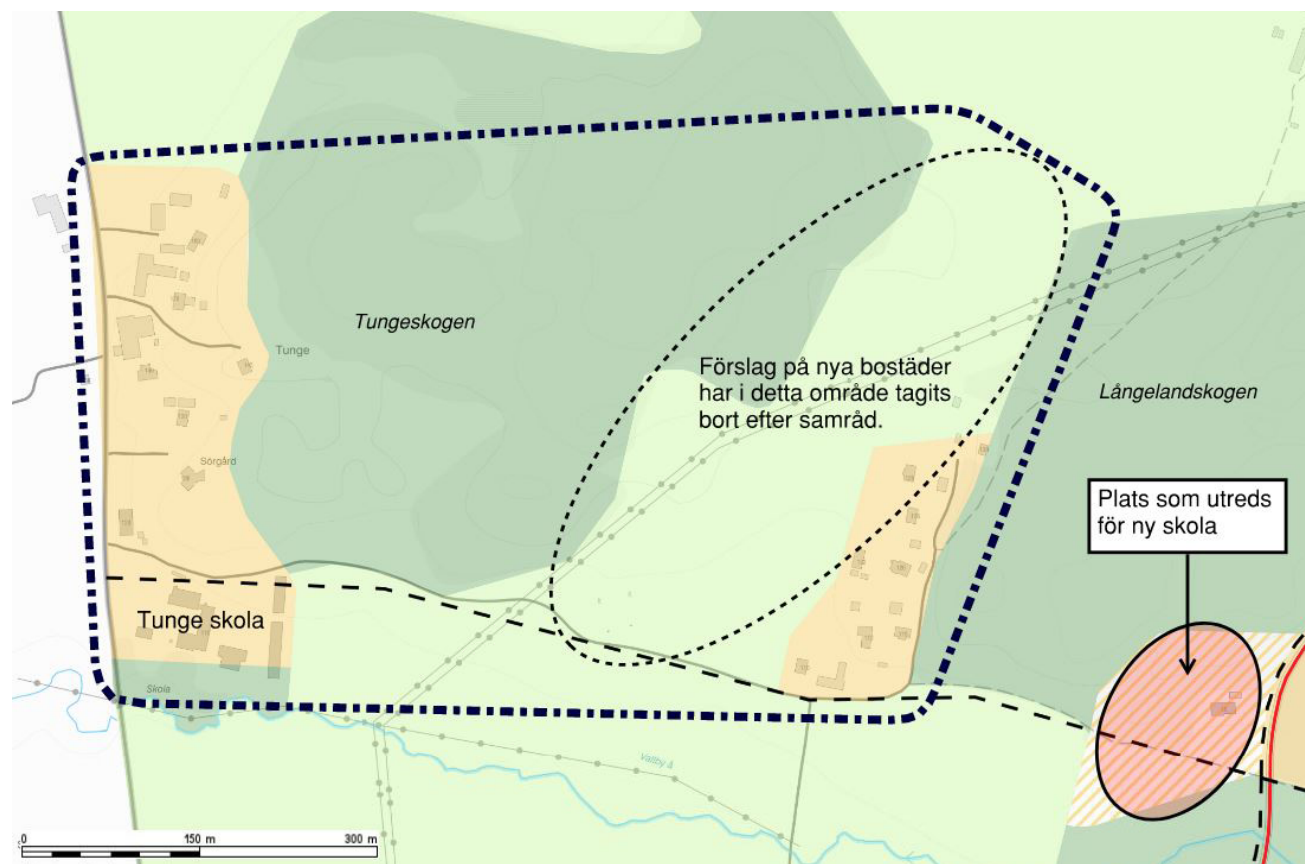 Tungeskogen
Tunge
Förslag på nya bostäder
har i detta område tagits
bort efter samråd.
Långelandskogen
Sörgård
Plats som utreds
för ny skola
Tunge skola
Skola
Vallby å
0
150 m
300 m